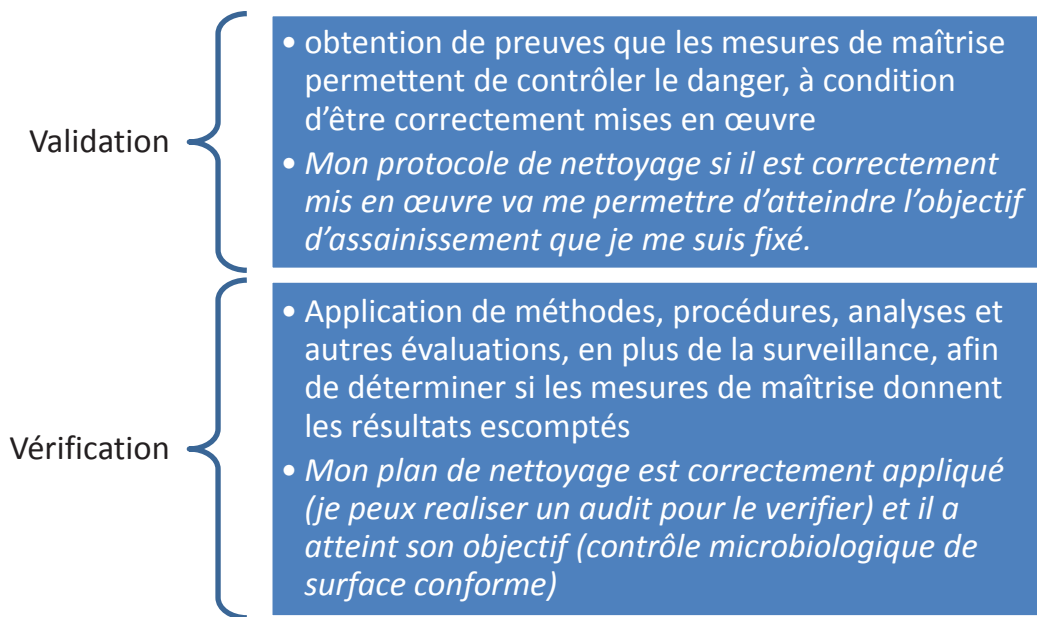 Validation
• obtention de preuves que les mesures de maîtrise
permettent de contrôler le danger, à condition
d’être correctement mises en œuvre
• Mon protocole de nettoyage si il est correctement
mis en œuvre va me permettre d’atteindre l’objectif
d’assainissement que je me suis fixé.
Vérification
• Application de méthodes, procédures, analyses et
autres évaluations, en plus de la surveillance, afin
de déterminer si les mesures de maîtrise donnent
les résultats escomptés
• Mon plan de nettoyage est correctement appliqué
(je peux realiser un audit pour le verifier) et il a
atteint son objectif (contrôle microbiologique de
surface conforme)